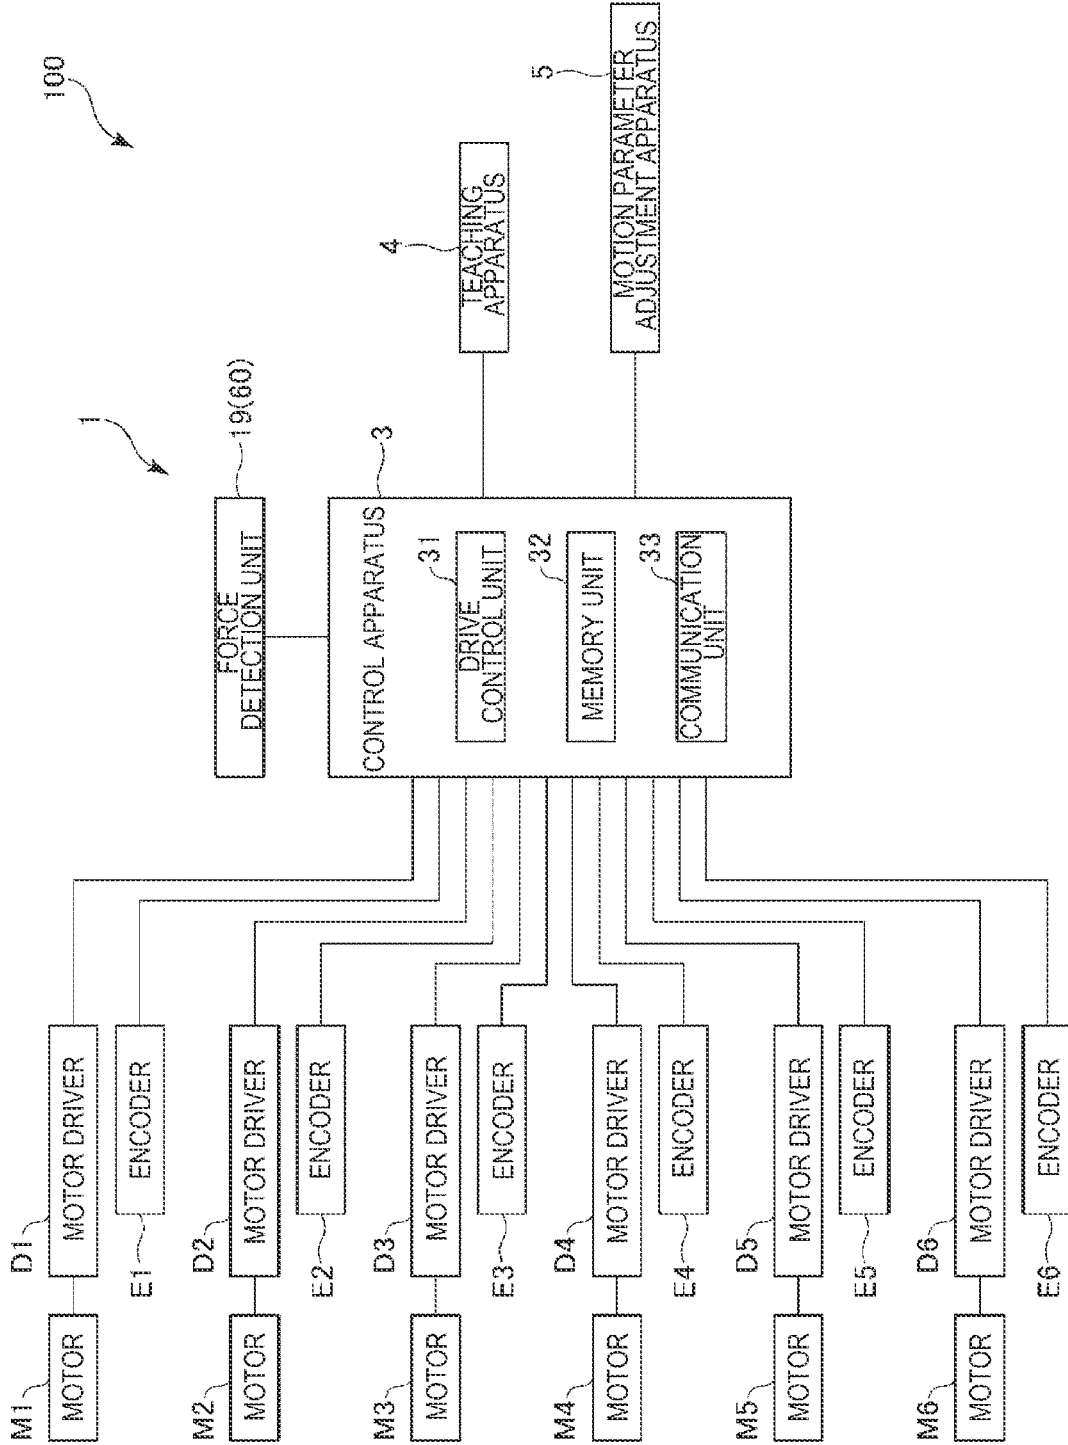 100
1
19(60)
FORCE
DETECTION UNIT
3
CONTROL APPARATUS
31
DRIVE
CONTROL UNIT
32
MEMORY UNIT
33
COMMUNICATION
UNIT
4
TEACHING
APPARATUS
5
MOTION PARAMETER
ADJUSTMENT APPARATUS
M1
MOTOR
D1
MOTOR DRIVER
E1
ENCODER
M2
MOTOR
D2
MOTOR DRIVER
E2
ENCODER
M3
MOTOR
D3
MOTOR DRIVER
E3
ENCODER
M4
MOTOR
D4
MOTOR DRIVER
E4
ENCODER
M5
MOTOR
D5
MOTOR DRIVER
E5
ENCODER
M6
MOTOR
D6
MOTOR DRIVER
E6
ENCODER